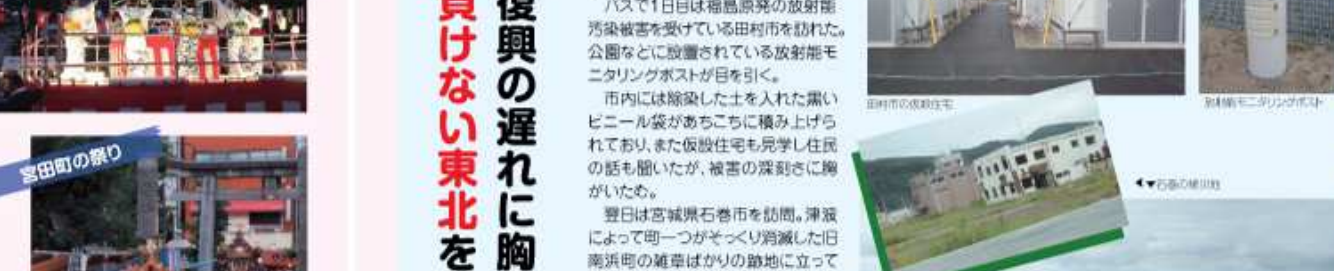 宮田町の祭り
復興の遅れに胸
負けない東北を
バスで1日目は福島原発の放射能
汚染被害を受けている田村市を訪れた。
公園などに設置されている放射能モ
ニタリングポストが目を引く。
市内には除染した土を入れた黒い
ビニール袋があちこちに積み上げら
れており、また仮設住宅も見学し住民
の話も聞いたが、被害の深刻さに胸
がいたむ。
翌日は宮城県石巻市を訪問。津波
によって町一つがそっくり消滅した旧
南浜町の雑草ばかりの跡地に立って
田村市の仮設住宅
放射能モニタリングポスト